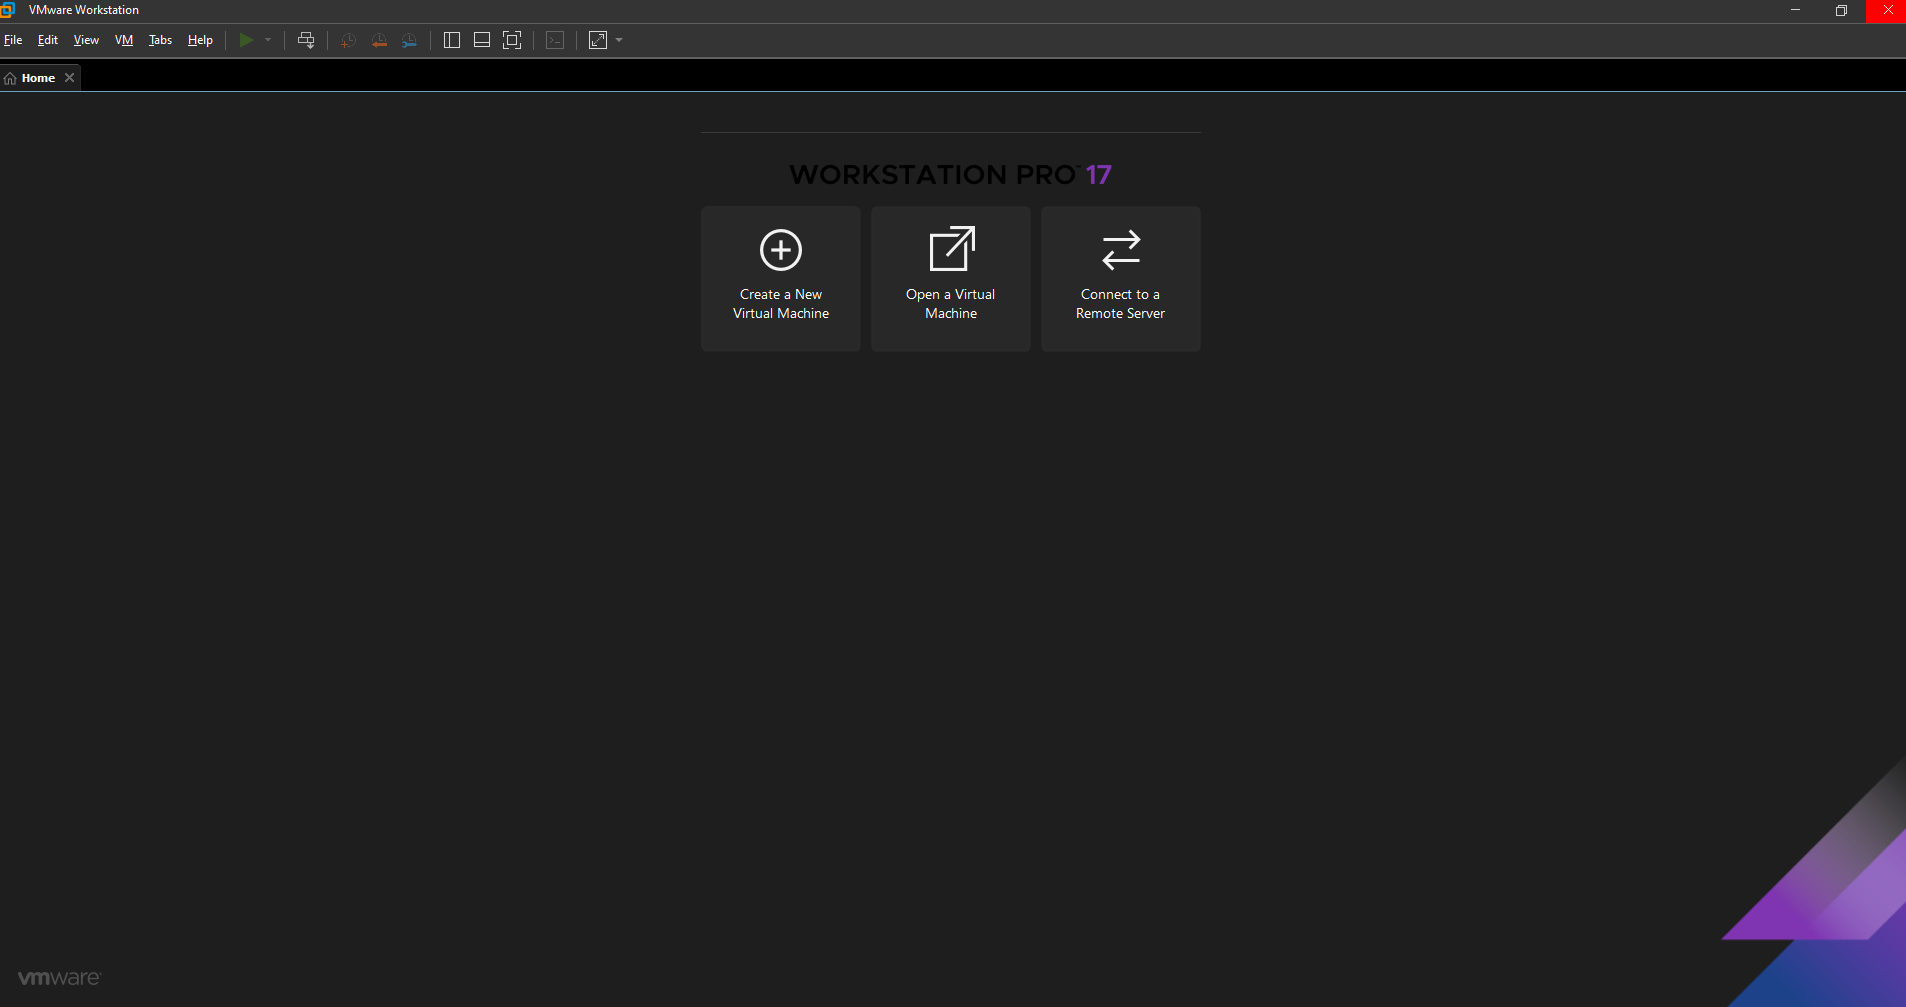 VMware Workstation
File Edit View VM Tabs Help
Home
WORKSTATION PRO™ 17
Create a New
Virtual Machine
Open a Virtual
Machine
Connect to a
Remote Server
vmware®